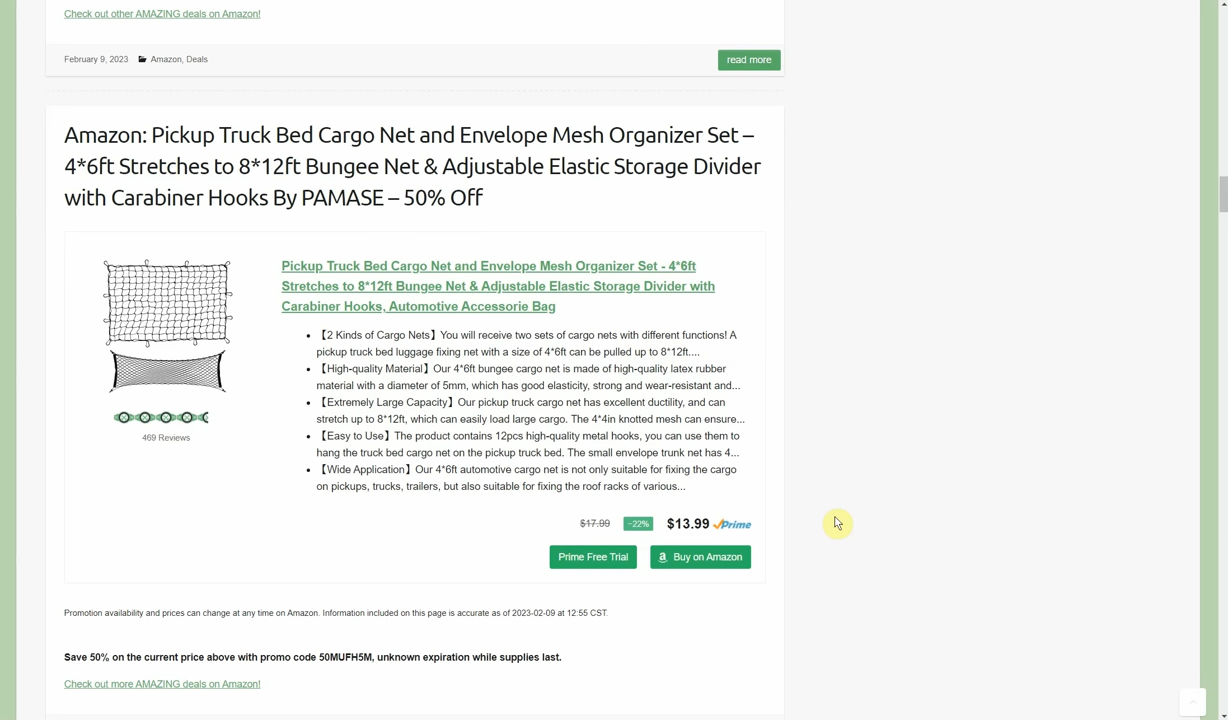 Check out other AMAZING deals on Amazon!
February 9, 2023 Amazon, Deals
read more
Amazon: Pickup Truck Bed Cargo Net and Envelope Mesh Organizer Set –
4*6ft Stretches to 8*12ft Bungee Net & Adjustable Elastic Storage Divider
with Carabiner Hooks By PAMASE – 50% Off
Pickup Truck Bed Cargo Net and Envelope Mesh Organizer Set - 4*6ft
Stretches to 8*12ft Bungee Net & Adjustable Elastic Storage Divider with
Carabiner Hooks, Automotive Accessorie Bag
• 【2 Kinds of Cargo Nets】You will receive two sets of cargo nets with different functions! A
pickup truck bed luggage fixing net with a size of 4*6ft can be pulled up to 8*12ft....
• 【High-quality Material】Our 4*6ft bungee cargo net is made of high-quality latex rubber
material with a diameter of 5mm, which has good elasticity, strong and wear-resistant and...
• 【Extremely Large Capacity】Our pickup truck cargo net has excellent ductility, and can
stretch up to 8*12ft, which can easily load large cargo. The 4*4in knotted mesh can ensure...
• 【Easy to Use】The product contains 12pcs high-quality metal hooks, you can use them to
hang the truck bed cargo net on the pickup truck bed. The small envelope trunk net has 4...
• 【Wide Application】Our 4*6ft automotive cargo net is not only suitable for fixing the cargo
on pickups, trucks, trailers, but also suitable for fixing the roof racks of various...
469 Reviews
$17.99 −22% $13.99 Prime
Prime Free Trial
Buy on Amazon
Promotion availability and prices can change at any time on Amazon. Information included on this page is accurate as of 2023-02-09 at 12:55 CST.
Save 50% on the current price above with promo code 50MUFH5M, unknown expiration while supplies last.
Check out more AMAZING deals on Amazon!